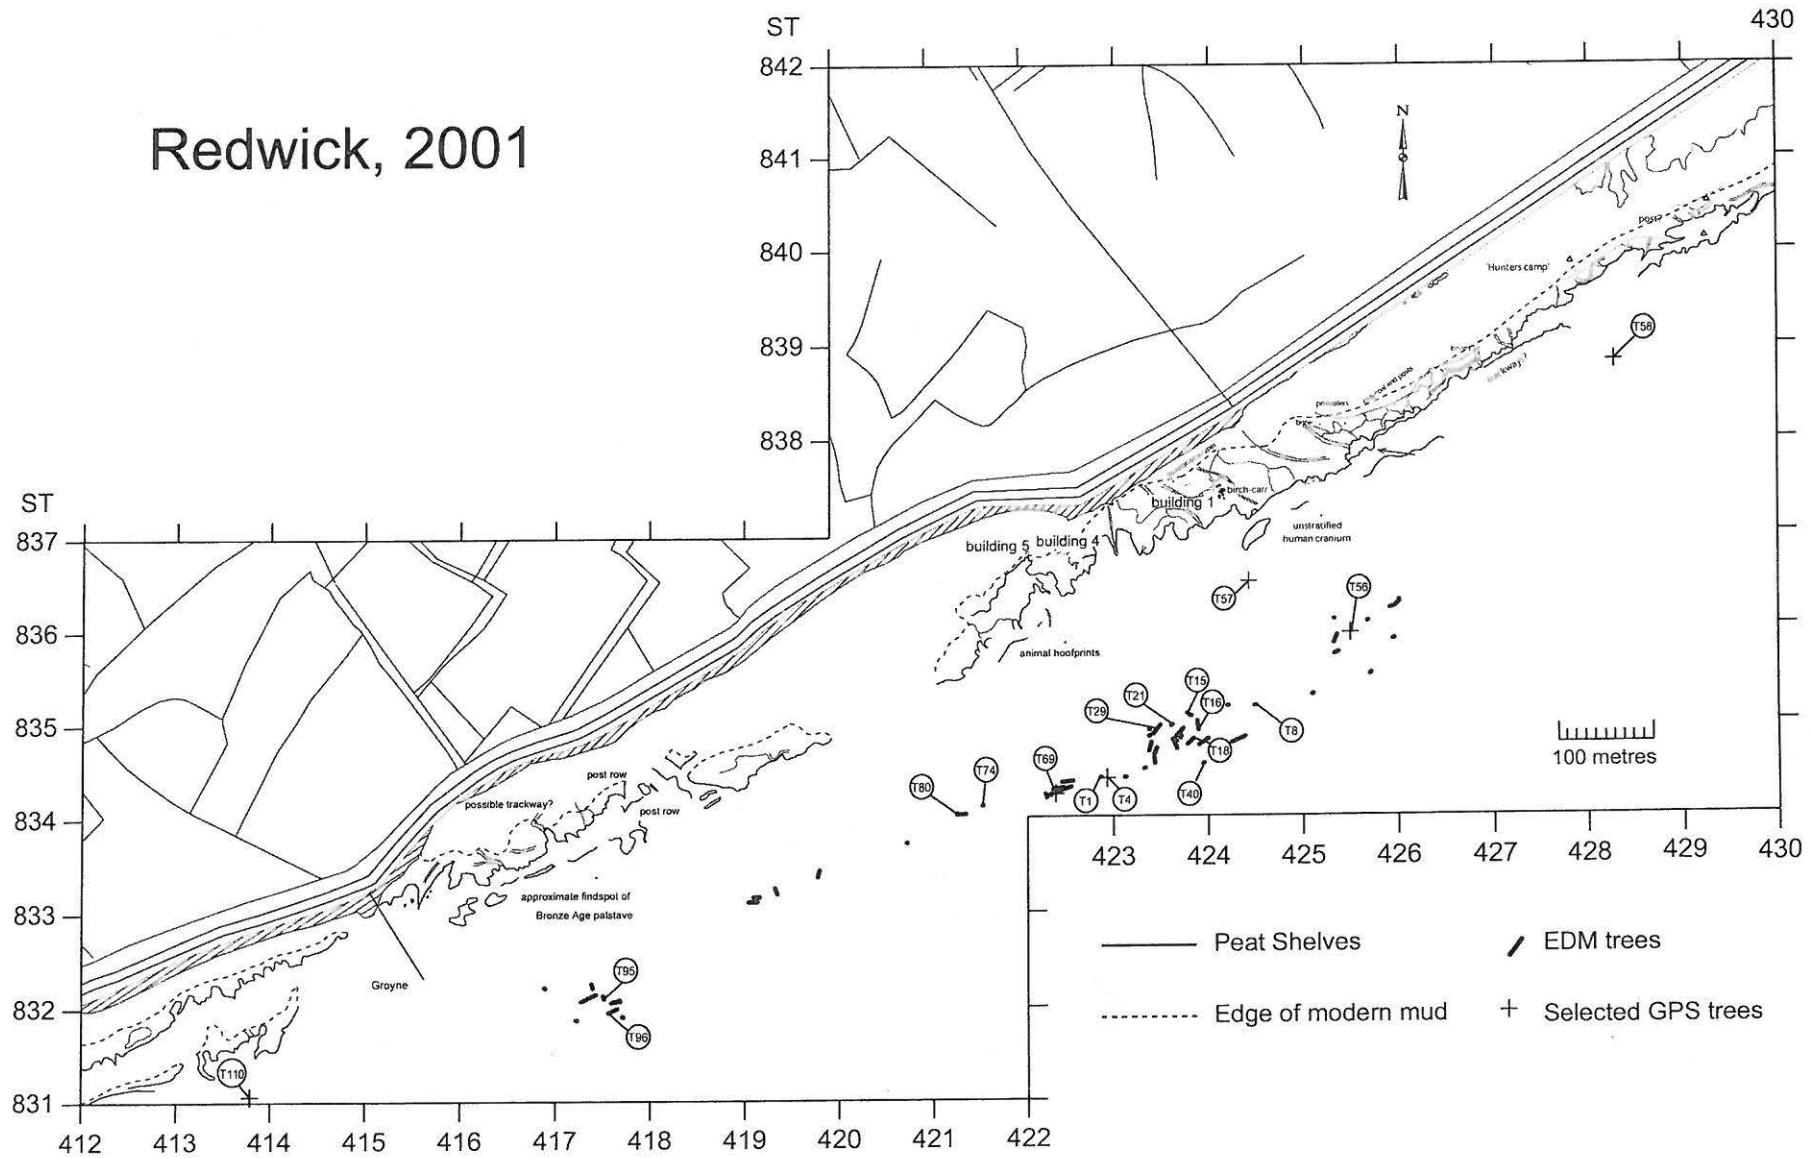 ST
430
842
Redwick, 2001
N
841
840
post?
'Hunters camp'
T58
839
838
birch-carr
building 1
unstratified
human cranium
ST
837
building 5
building 4
T57
T56
836
animal hoofprints
T15
T21
T16
T29
835
T8
T18
100 metres
T69
T74
T80
T1
T4
T40
post row
possible trackway?
post row
834
423
424
425
426
427
428
429
430
approximate findspot of
Bronze Age palstave
833
Peat Shelves
EDM trees
Groyne
T95
832
Edge of modern mud
Selected GPS trees
T96
T110
831
412
413
414
415
416
417
418
419
420
421
422